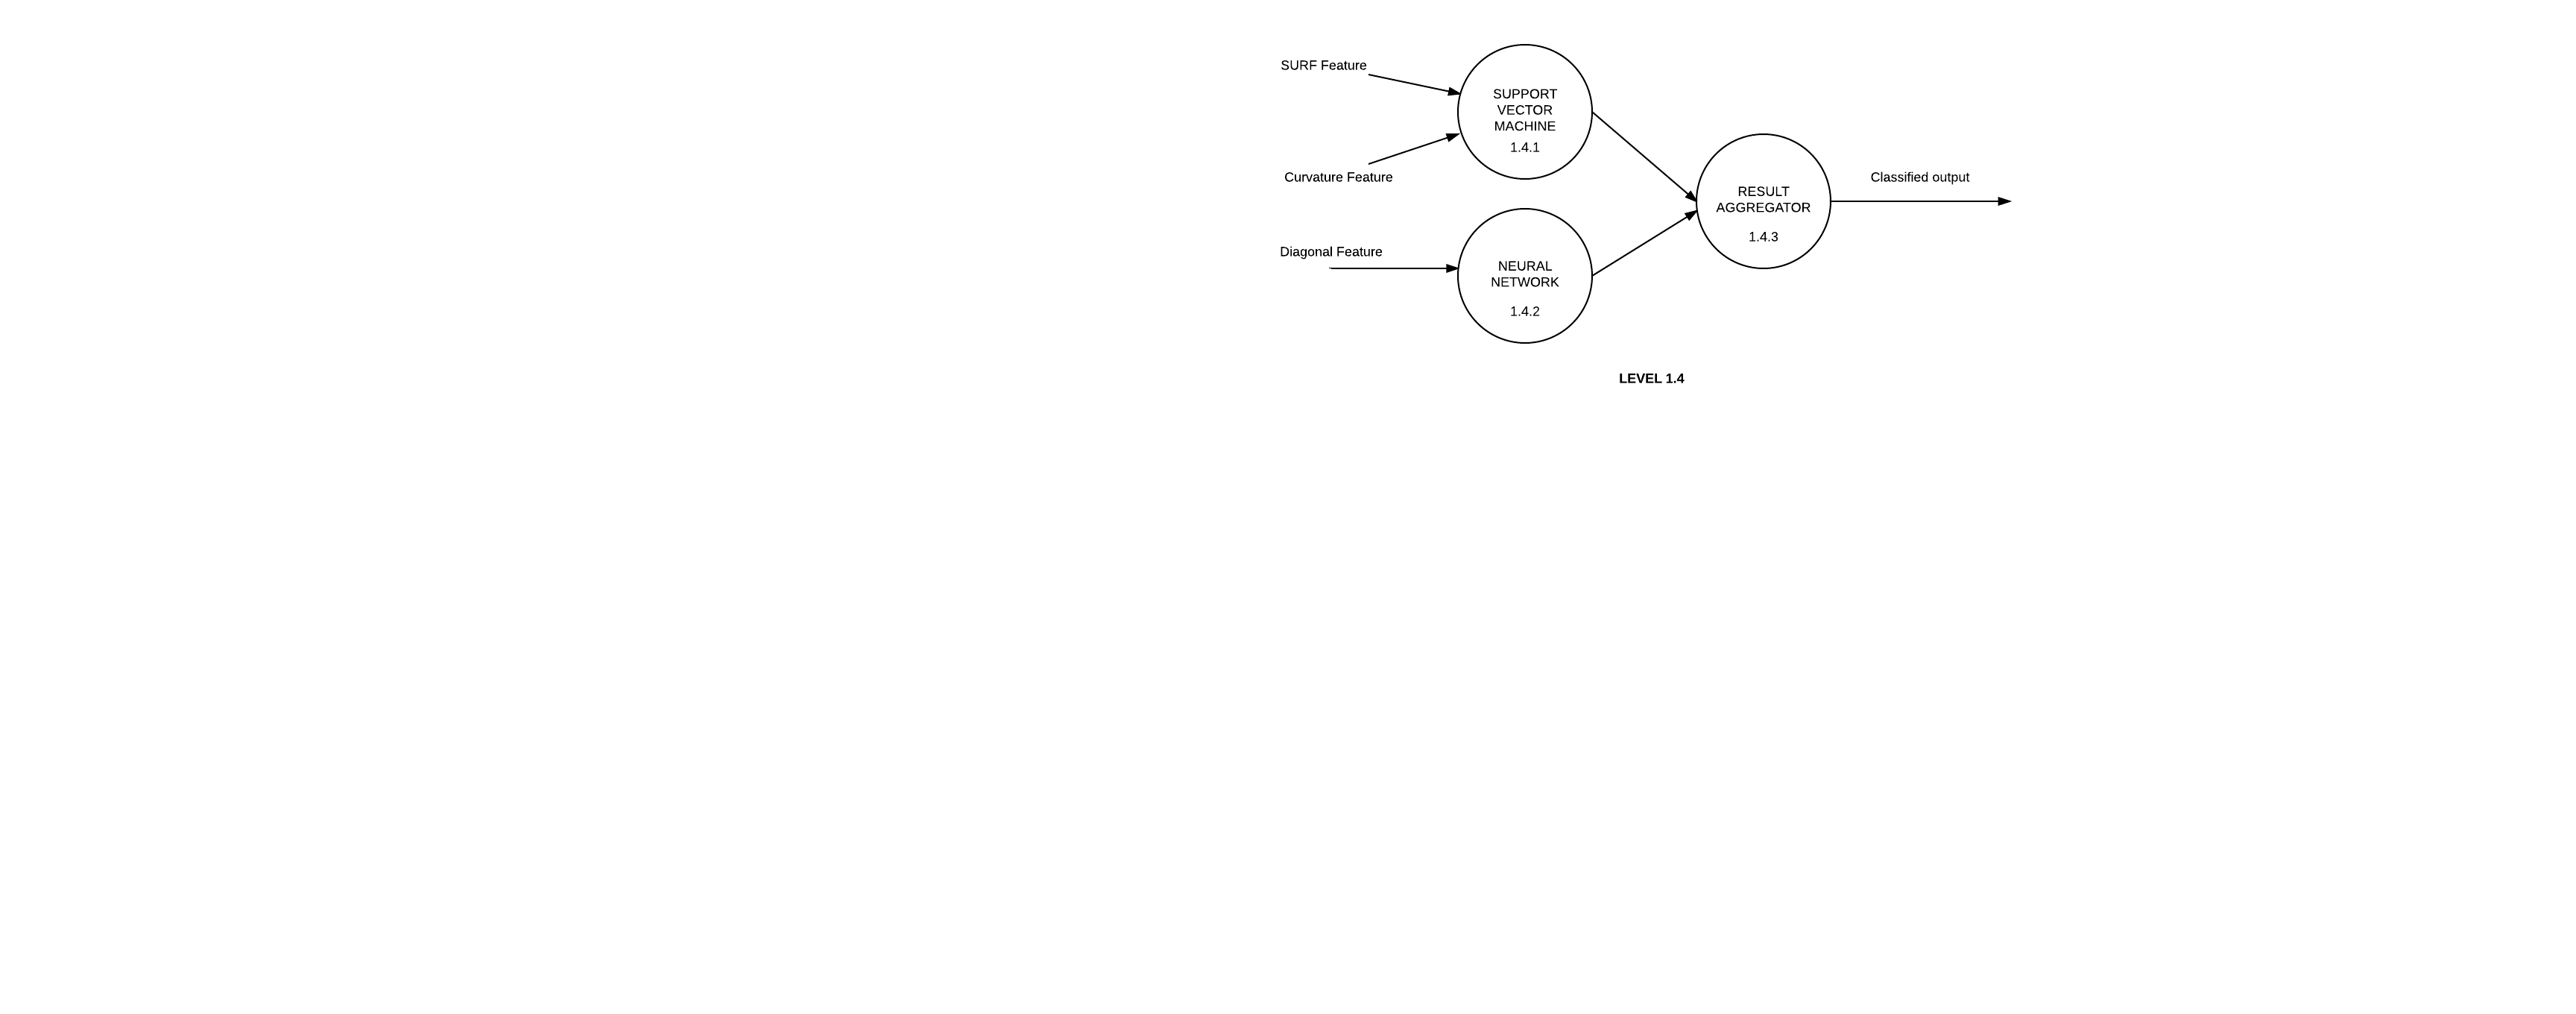 SURF Feature
Curvature Feature
Diagonal Feature
SUPPORT
VECTOR
MACHINE
1.4.1
NEURAL
NETWORK
1.4.2
RESULT
AGGREGATOR
1.4.3
Classified output
LEVEL 1.4